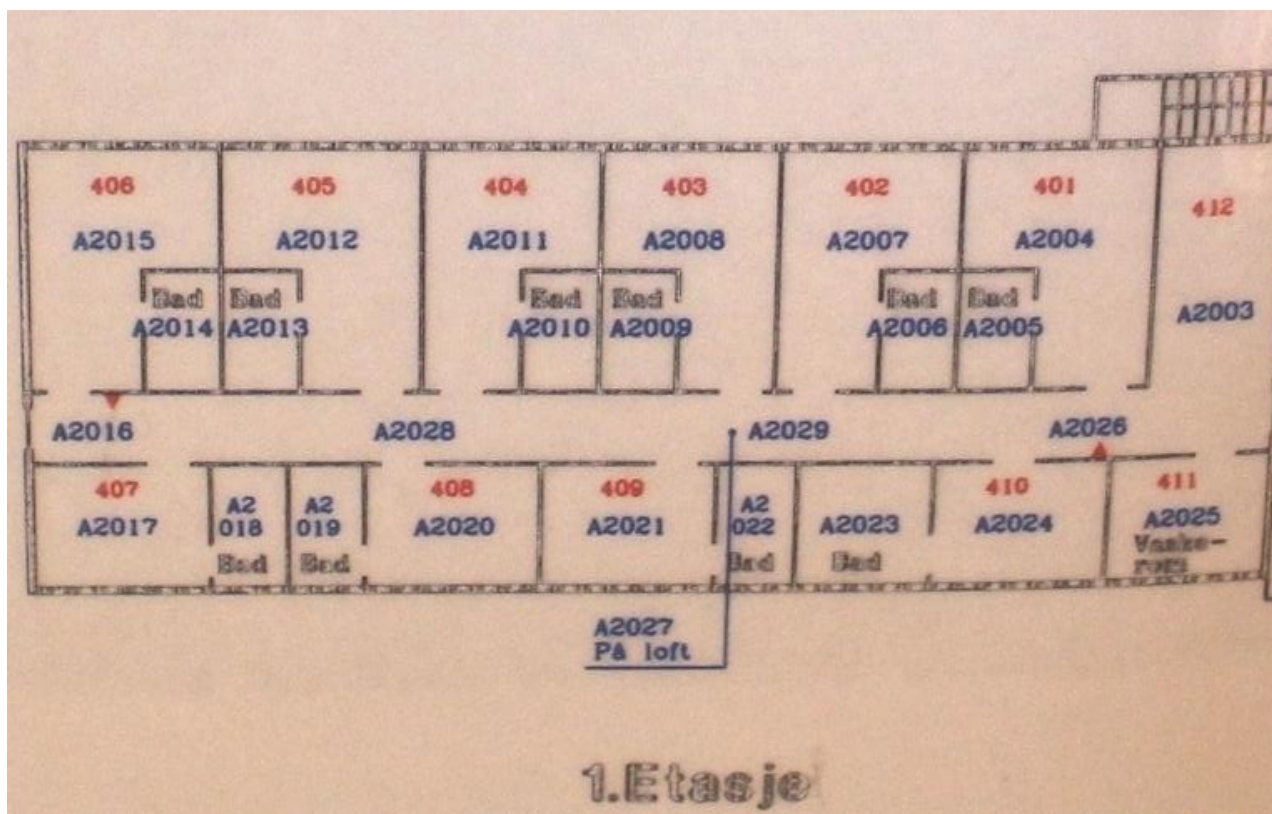 406 405 404 403 402 401 412
A2015 A2012 A2011 A2008 A2007 A2004
Bad Bad Bad Bad Bad Bad A2003
A2014 A2013 A2010 A2009 A2006 A2005
A2016 A2028 A2029 A2026
407 408 409 410 411
A2017 A2 018 A2 019 A2020 A2021 A2 022 A2023 A2024 A2025
Bad Bad Bad Bad Vaske-
rom
A2027
På loft
1.Etasje